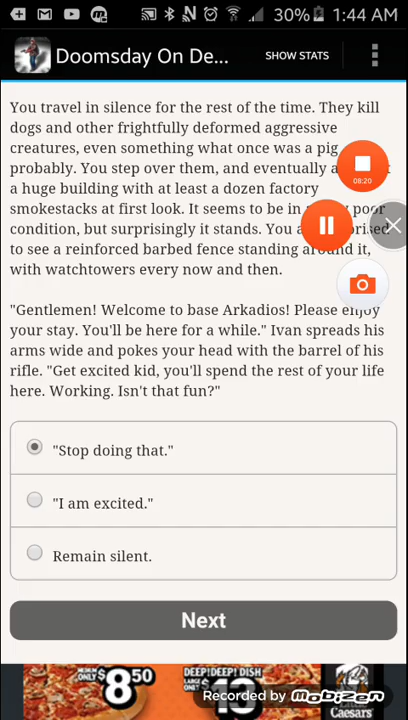 30% 1:44 AM
Doomsday On De... SHOW STATS
You travel in silence for the rest of the time. They kill
dogs and other frightfully deformed aggressive
creatures, even something what once was a pig
probably. You step over them, and eventually
a huge building with at least a dozen factory
smokestacks at first look. It seems to be in poor
condition, but surprisingly it stands. You
to see a reinforced barbed fence standing around it,
with watchtowers every now and then.
08:20
"Gentlemen! Welcome to base Arkadios! Please enjoy
your stay. You'll be here for a while." Ivan spreads his
arms wide and pokes your head with the barrel of his
rifle. "Get excited kid, you'll spend the rest of your life
here. Working. Isn't that fun?"
"Stop doing that."
"I am excited."
Remain silent.
Next
MEDIUM ONLY $8.50
DEEP!DEEP! DISH
LARGE ONLY
Recorded by Mobizen
Caesars